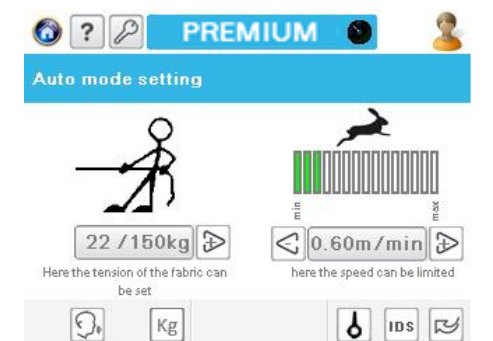 ? PREMIUM
Auto mode setting
min max
22 /150kg + - 0.60m/min +
Here the tension of the fabric can
be set
here the speed can be limited
Kg IDS